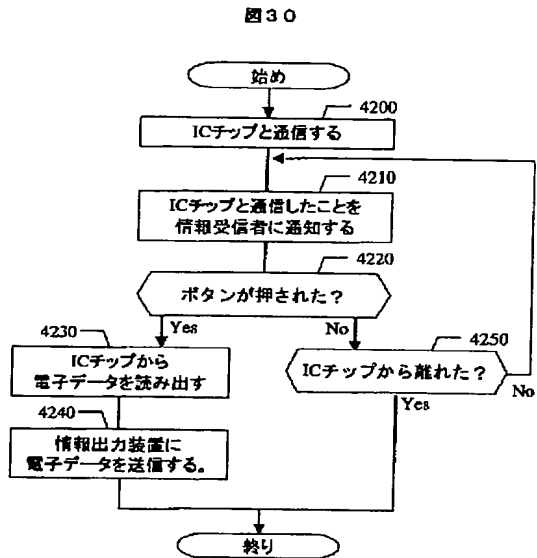 図30
始め
4200
ICチップと通信する
4210
ICチップと通信したことを
情報受信者に通知する
4220
ボタンが押された?
Yes
No
4230
ICチップから
電子データを読み出す
4250
ICチップから離れた?
No
Yes
4240
情報出力装置に
電子データを送信する。
終り